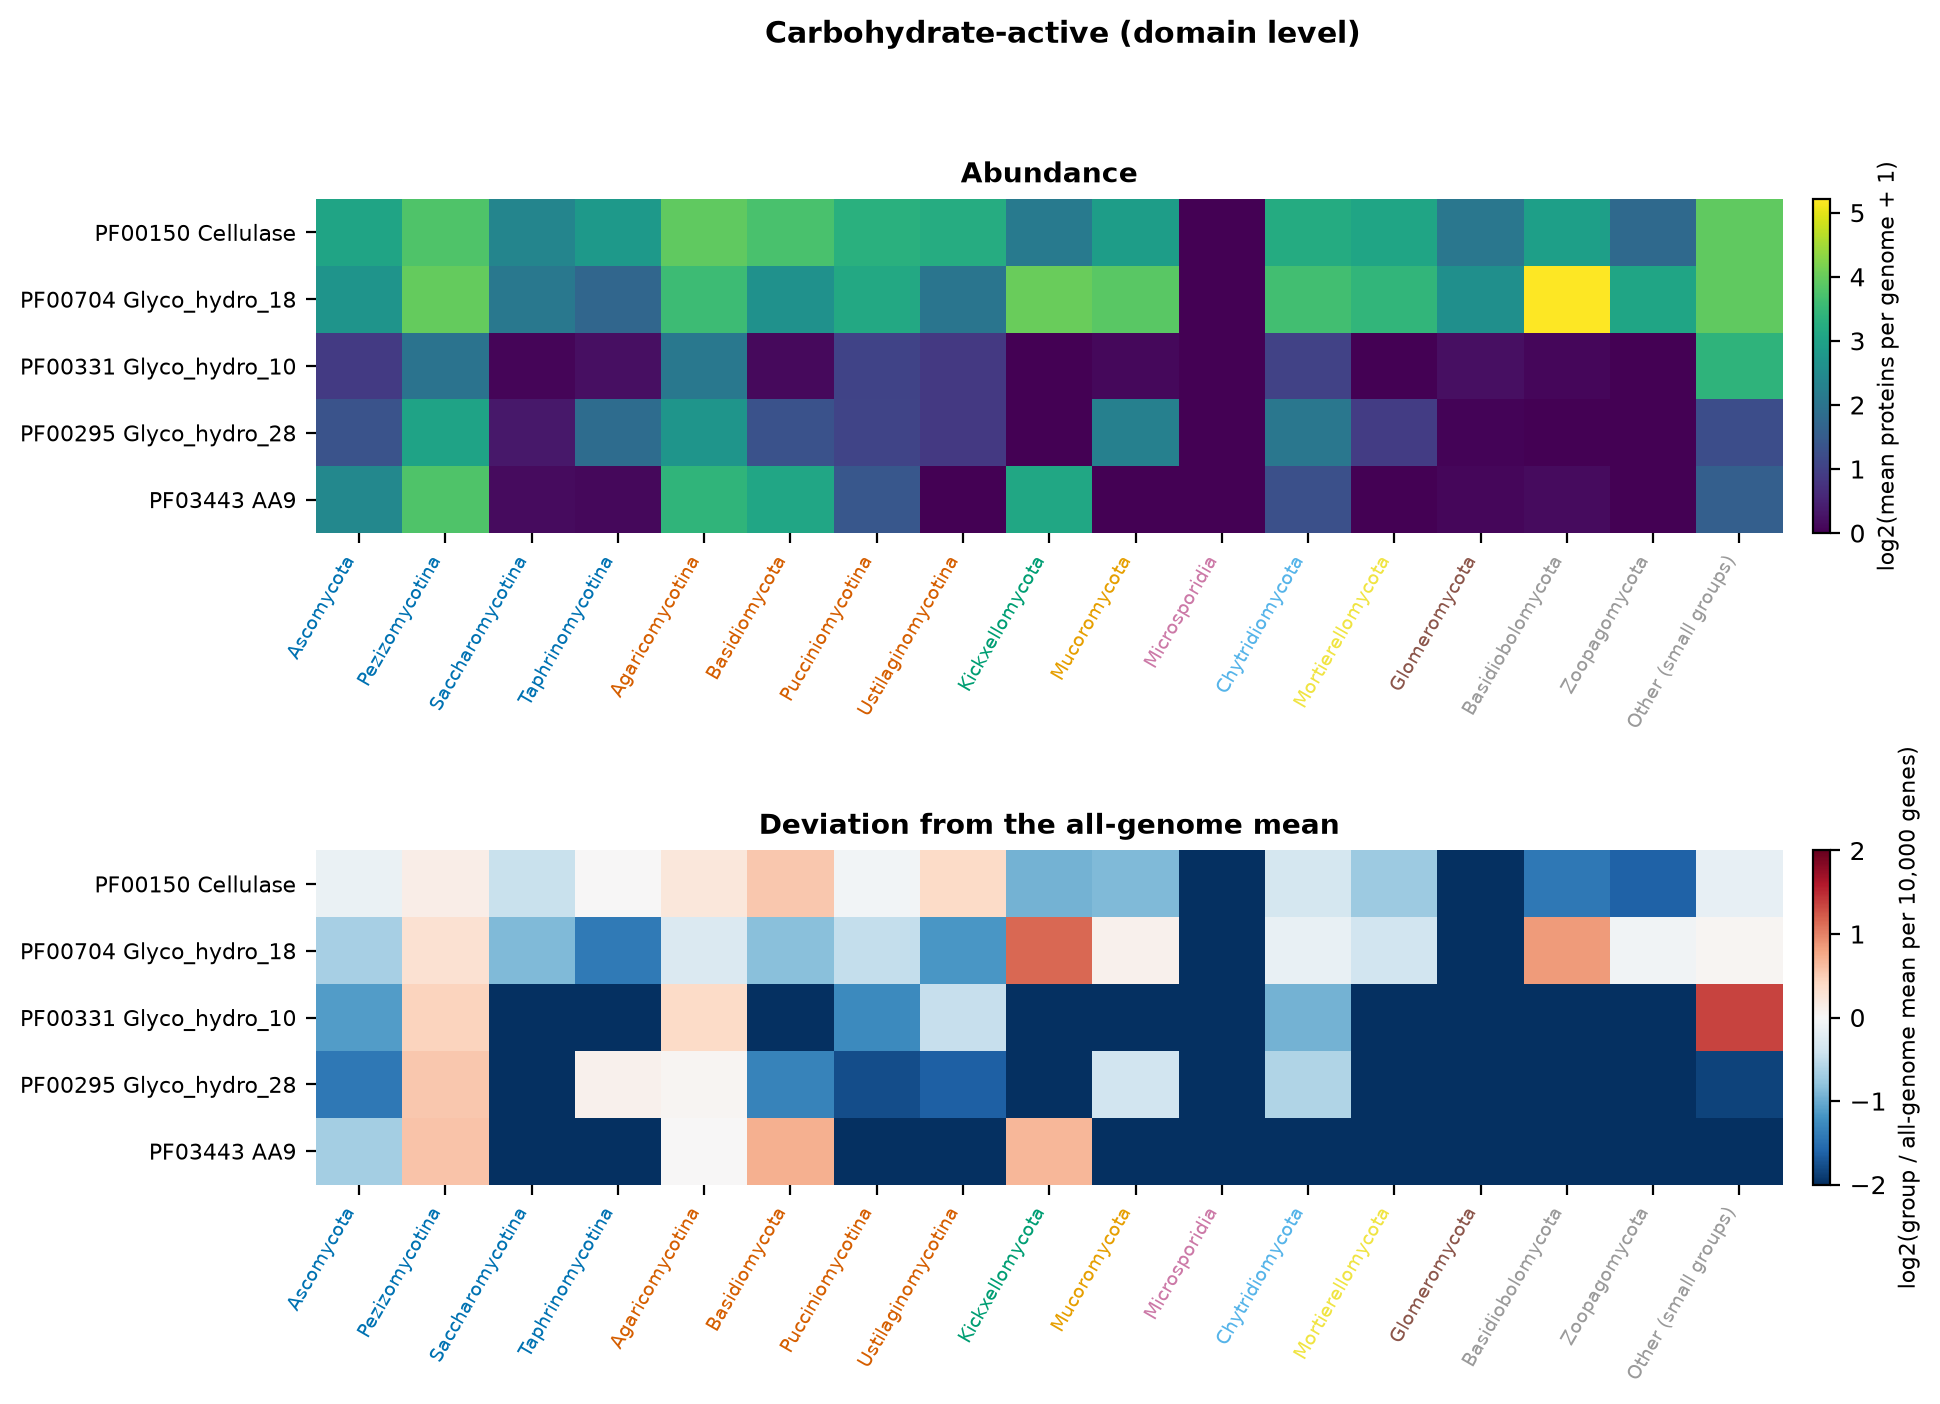 Carbohydrate-active (domain level)
Abundance
PF00150 Cellulase
PF00704 Glyco_hydro_18
PF00331 Glyco_hydro_10
PF00295 Glyco_hydro_28
PF03443 AA9
Ascomycota
Pezizomycotina
Saccharomycotina
Taphrinomycotina
Agaricomycotina
Basidiomycota
Pucciniomycotina
Ustilaginomycotina
Kickxellomycota
Mucoromycota
Microsporidia
Chytridiomycota
Mortierellomycota
Glomeromycota
Basidiobolomycota
Zoopagomycota
Other (small groups)
5
4
3
2
1
0
log2(mean proteins per genome + 1)
Deviation from the all-genome mean
PF00150 Cellulase
PF00704 Glyco_hydro_18
PF00331 Glyco_hydro_10
PF00295 Glyco_hydro_28
PF03443 AA9
Ascomycota
Pezizomycotina
Saccharomycotina
Taphrinomycotina
Agaricomycotina
Basidiomycota
Pucciniomycotina
Ustilaginomycotina
Kickxellomycota
Mucoromycota
Microsporidia
Chytridiomycota
Mortierellomycota
Glomeromycota
Basidiobolomycota
Zoopagomycota
Other (small groups)
2
1
0
−1
−2
log2(group / all-genome mean per 10,000 genes)